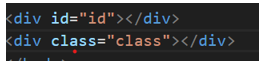 <div id="id"></div>
<div class="class"></div>